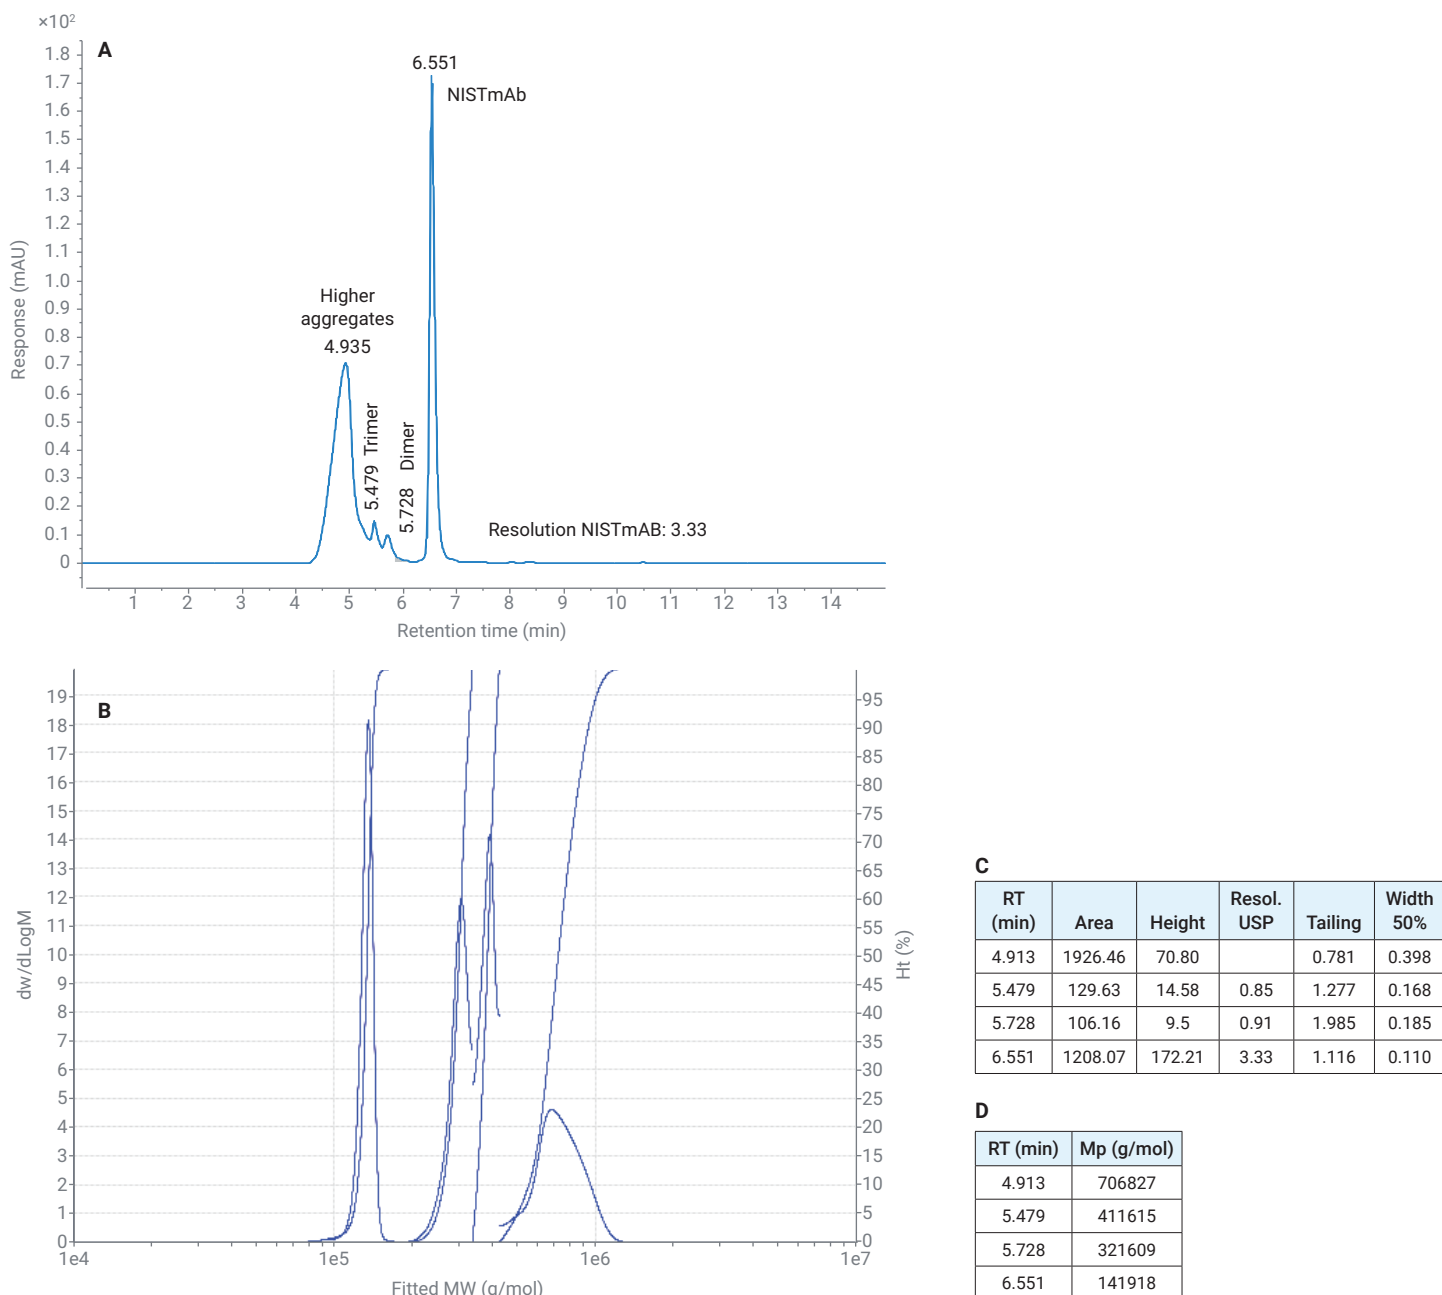 ×10²
A
1.8
1.7
1.6
1.5
1.4
1.3
1.2
1.1
1.0
0.9
0.8
0.7
0.6
0.5
0.4
0.3
0.2
0.1
0
Response (mAU)
6.551
NISTmAb
Higher
aggregates
4.935
5.479 Trimer
5.728 Dimer
Resolution NISTmAB: 3.33
1 2 3 4 5 6 7 8 9 10 11 12 13 14
Retention time (min)
B
19
18
17
16
15
14
13
12
11
10
9
8
7
6
5
4
3
2
1
0
dw/dLogM
95
90
85
80
75
70
65
60
55
50
45
40
35
30
25
20
15
10
5
0
Ht (%)
1e4 1e5 1e6 1e7
Fitted MW (g/mol)
C
RT (min) Area Height Resol. USP Tailing Width 50%
4.913 1926.46 70.80 0.781 0.398
5.479 129.63 14.58 0.85 1.277 0.168
5.728 106.16 9.5 0.91 1.985 0.185
6.551 1208.07 172.21 3.33 1.116 0.110
D
RT (min) Mp (g/mol)
4.913 706827
5.479 411615
5.728 321609
6.551 141918